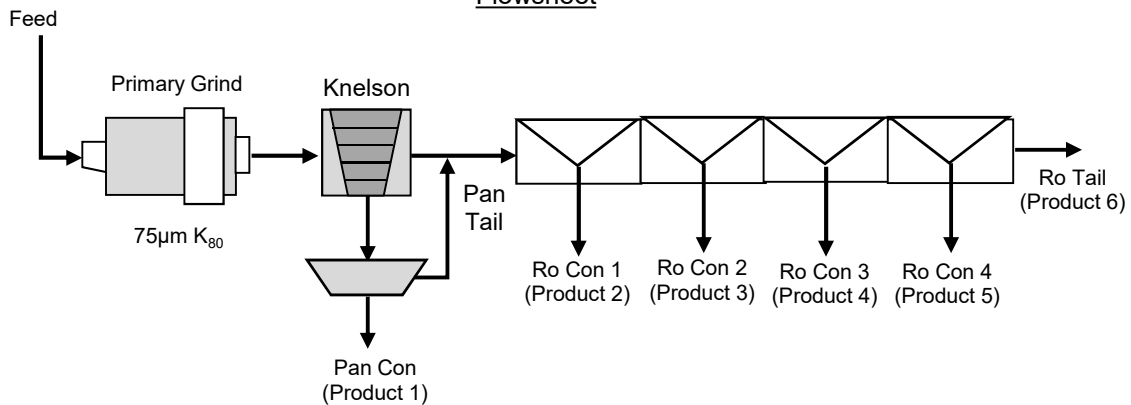 Flowsheet
Feed
Primary Grind
Knelson
75µm K80
Pan
Tail
Ro Tail
(Product 6)
Ro Con 1
(Product 2)
Ro Con 2
(Product 3)
Ro Con 3
(Product 4)
Ro Con 4
(Product 5)
Pan Con
(Product 1)